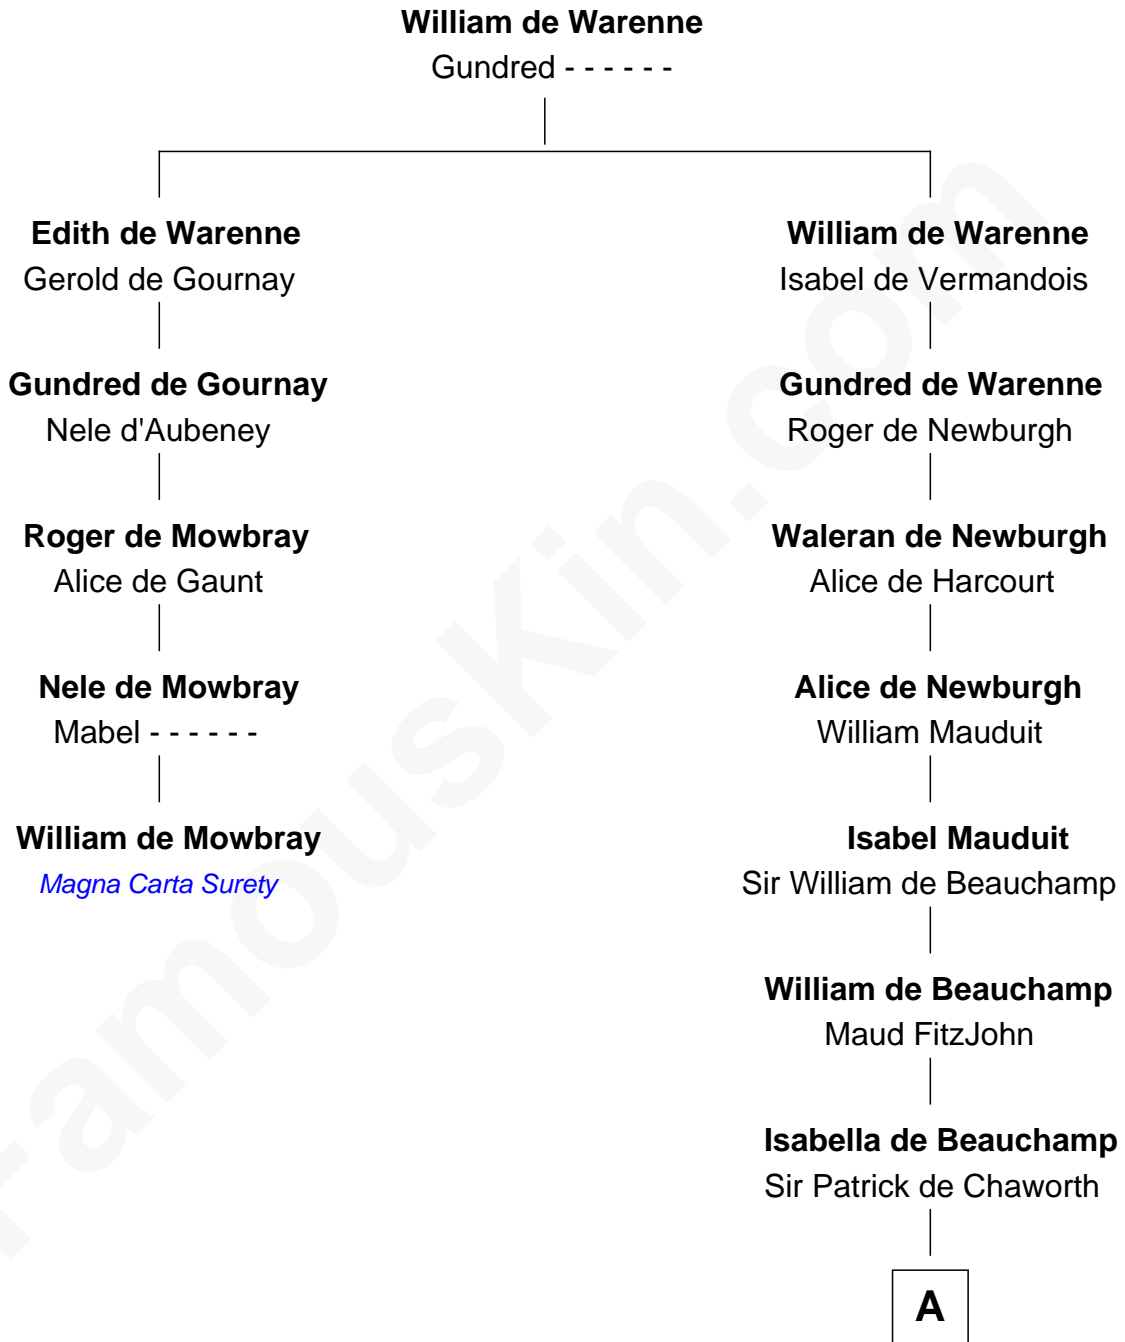 William de Warenne
Gundred - - - - - -
Edith de Warenne
Gerold de Gournay
William de Warenne
Isabel de Vermandois
Gundred de Gournay
Nele d'Aubeney
Gundred de Warenne
Roger de Newburgh
Roger de Mowbray
Alice de Gaunt
Waleran de Newburgh
Alice de Harcourt
Nele de Mowbray
Mabel - - - - - -
Alice de Newburgh
William Mauduit
William de Mowbray
Magna Carta Surety
Isabel Mauduit
Sir William de Beauchamp
William de Beauchamp
Maud FitzJohn
Isabella de Beauchamp
Sir Patrick de Chaworth
A
FamousKin.com